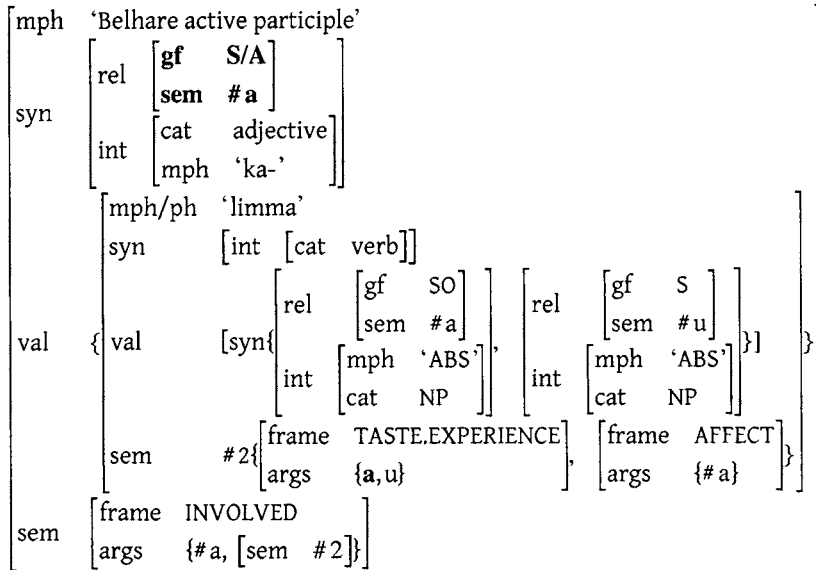 mph ‘Belhare active participle’
gf S/A
rel
sem #a
syn
cat adjective
int
mph ‘ka-’
mph/ph ‘limma’
syn [int [cat verb]]
gf SO gf S
rel rel
sem #a sem #u
val { val [syn{ , }] }
mph ‘ABS’ mph ‘ABS’
int int
cat NP cat NP
frame TASTE.EXPERIENCE frame AFFECT
sem #2{ , }
args {a,u} args {#a}
frame INVOLVED
sem
args {#a, [sem #2]}